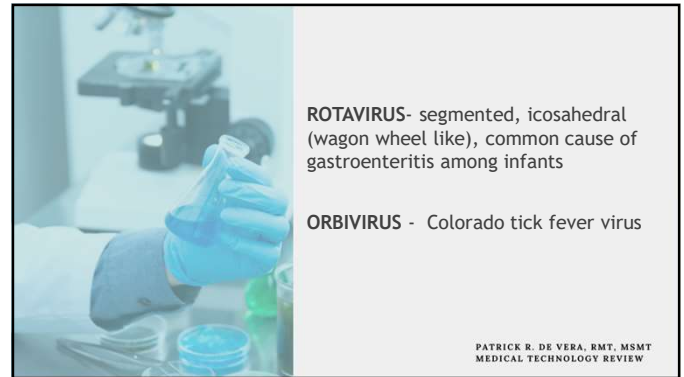 ROTAVIRUS- segmented, icosahedral
(wagon wheel like), common cause of
gastroenteritis among infants
ORBIVIRUS - Colorado tick fever virus
PATRICK R. DE VERA, RMT, MSMT
MEDICAL TECHNOLOGY REVIEW